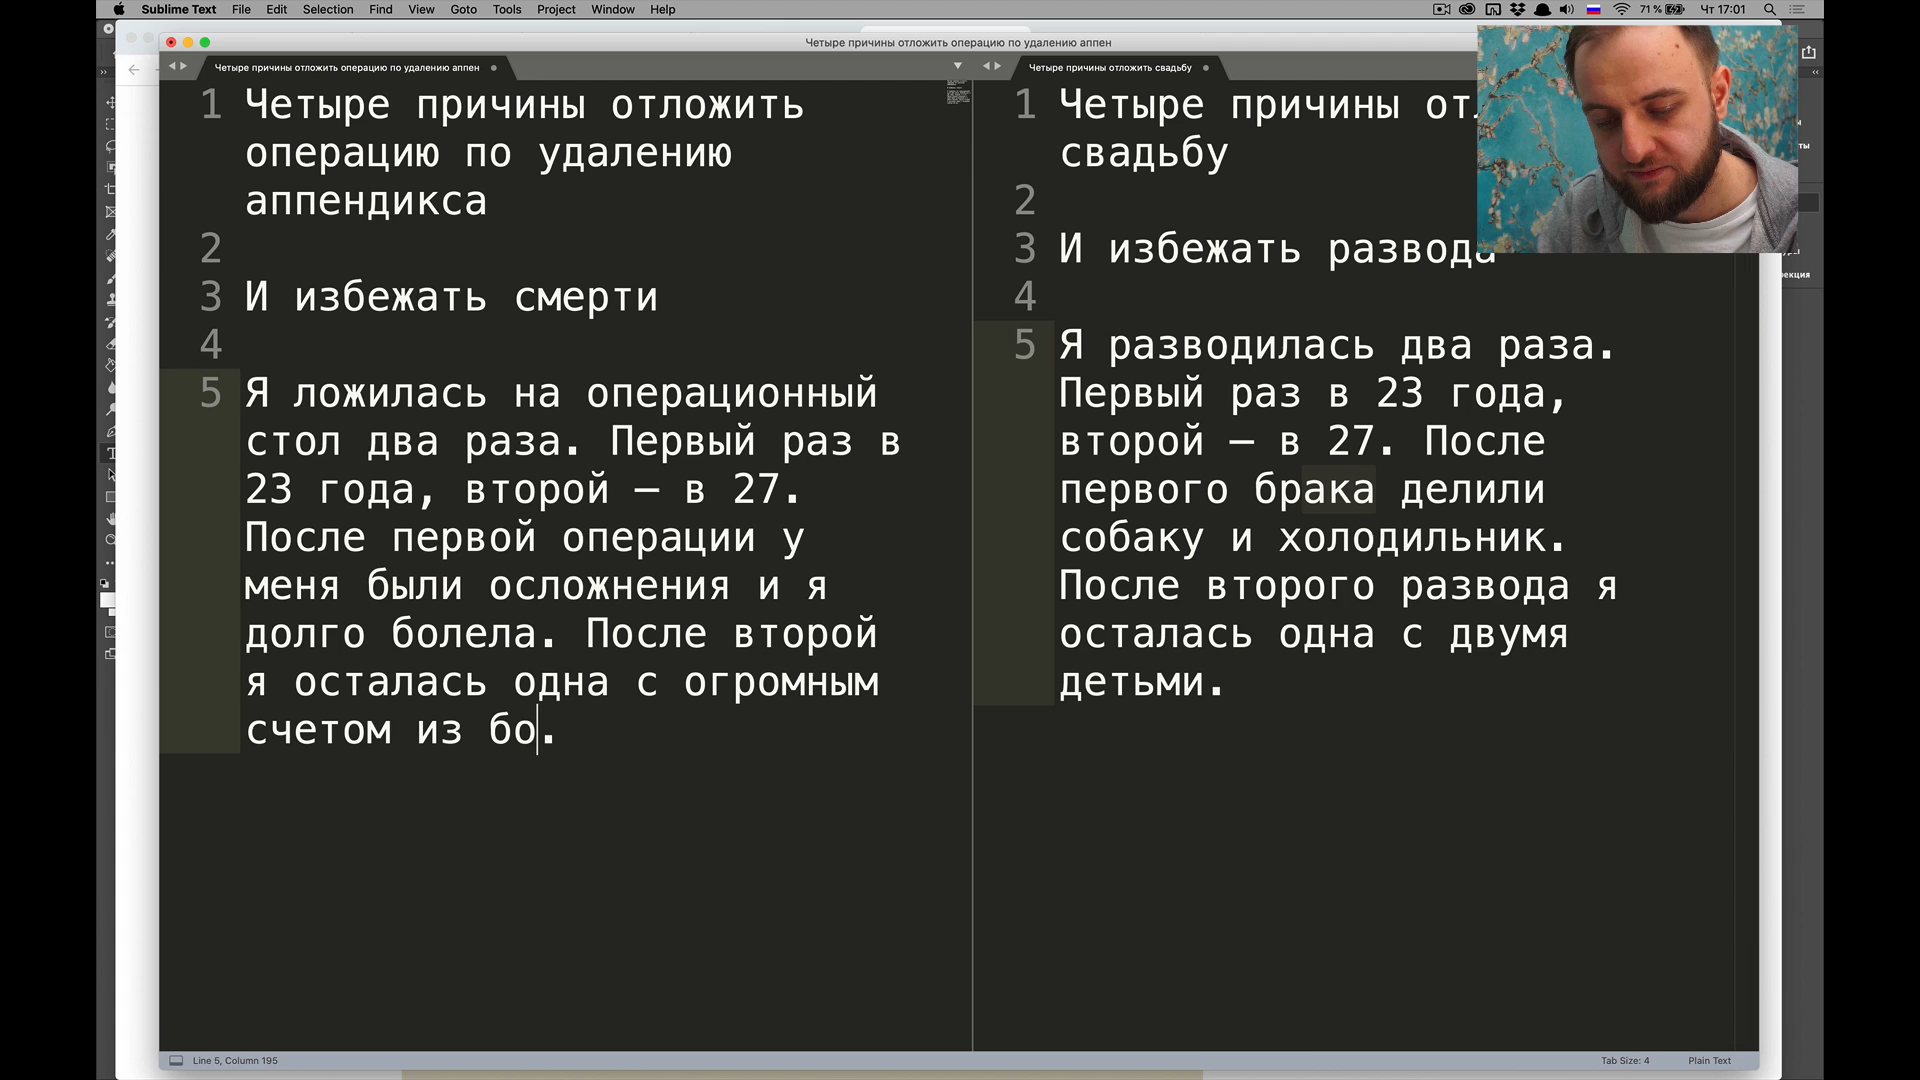 Sublime Text File Edit Selection Find View Goto Tools Project Window Help 71 % Чт 17:01
Четыре причины отложить операцию по удалению аппен
Четыре причины отложить операцию по удалению аппен
Четыре причины отложить свадьбу
1 Четыре причины отложить
операцию по удалению
аппендикса
2
3 И избежать смерти
4
5 Я ложилась на операционный
стол два раза. Первый раз в
23 года, второй — в 27.
После первой операции у
меня были осложнения и я
долго болела. После второй
я осталась одна с огромным
счетом из бо.
1 Четыре причины от
свадьбу
2
3 И избежать развода
4
5 Я разводилась два раза.
Первый раз в 23 года,
второй — в 27. После
первого брака делили
собаку и холодильник.
После второго развода я
осталась одна с двумя
детьми.
Line 5, Column 195
Tab Size: 4 Plain Text